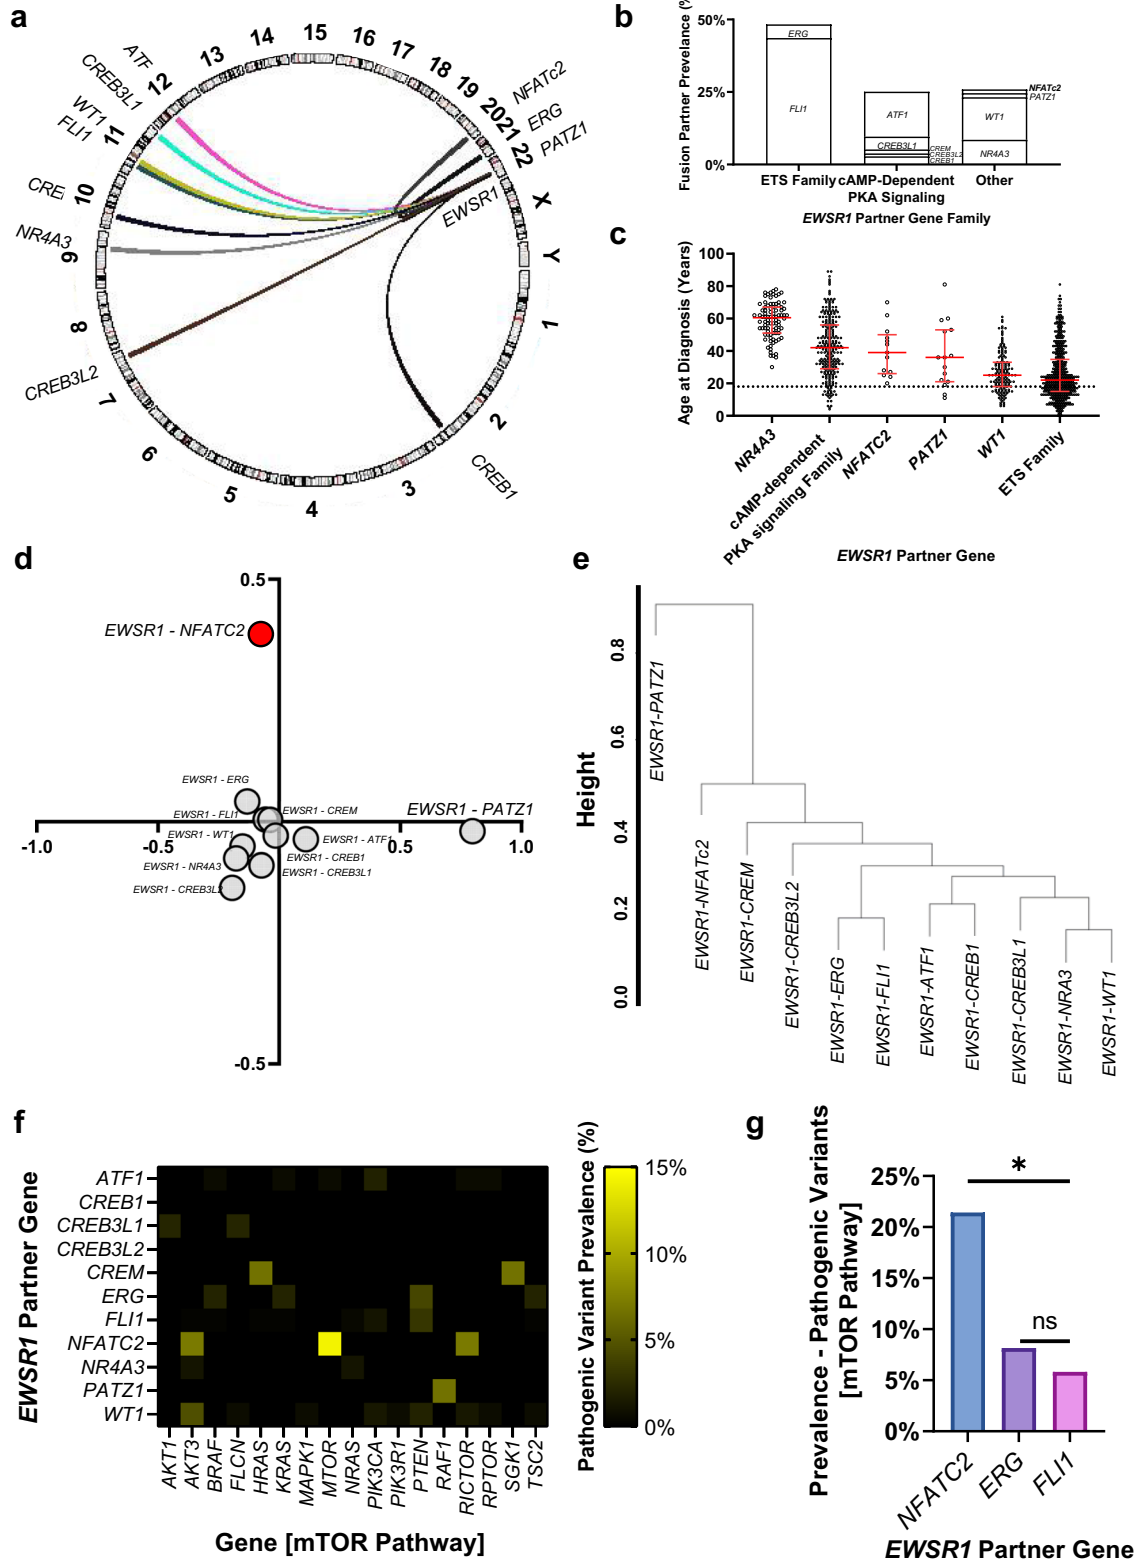 a
15
14
16
13
17
ATF
12
18
CREB3L1
19
NFATc2
WT1
20
21
ERG
FLI1
11
22
PATZ1
CRE
10
X
EWSR1
NR4A3
9
Y
8
1
CREB3L2
7
2
6
CREB1
5
4
3
b
Fusion Partner Prevelance (%
50%
25%
0%
ERG
FLI1
ATF1
CREB3L1
CREM
CREB3L2
CREB1
NFATc2
PATZ1
WT1
NR4A3
ETS Family
cAMP-Dependent
PKA Signaling
Other
EWSR1 Partner Gene Family
c
Age at Diagnosis (Years)
100
80
60
40
20
0
NR4A3
cAMP-dependent
PKA signaling Family
NFATC2
PATZ1
WT1
ETS Family
EWSR1 Partner Gene
d
0.5
EWSR1 - NFATC2
EWSR1 - ERG
EWSR1 - FLI1
EWSR1 - CREM
EWSR1 - PATZ1
-1.0
-0.5
0.5
1.0
EWSR1 - WT1
EWSR1 - ATF1
EWSR1 - CREB1
EWSR1 - NR4A3
EWSR1 - CREB3L1
EWSR1 - CREB3L2
-0.5
e
Height
0.8
0.6
0.4
0.2
0.0
EWSR1-PATZ1
EWSR1-NFATc2
EWSR1-CREM
EWSR1-CREB3L2
EWSR1-ERG
EWSR1-FLI1
EWSR1-ATF1
EWSR1-CREB1
EWSR1-CREB3L1
EWSR1-NRA3
EWSR1-WT1
f
EWSR1 Partner Gene
ATF1
CREB1
CREB3L1
CREB3L2
CREM
ERG
FLI1
NFATC2
NR4A3
PATZ1
WT1
AKT1
AKT3
BRAF
FLCN
HRAS
KRAS
MAPK1
MTOR
NRAS
PIK3CA
PIK3R1
PTEN
RAF1
RICTOR
RPTOR
SGK1
TSC2
Gene [mTOR Pathway]
Pathogenic Variant Prevalence (%)
15%
10%
5%
0%
g
Prevalence - Pathogenic Variants
[mTOR Pathway]
25%
20%
15%
10%
5%
0%
*
ns
NFATC2
ERG
FLI1
EWSR1 Partner Gene